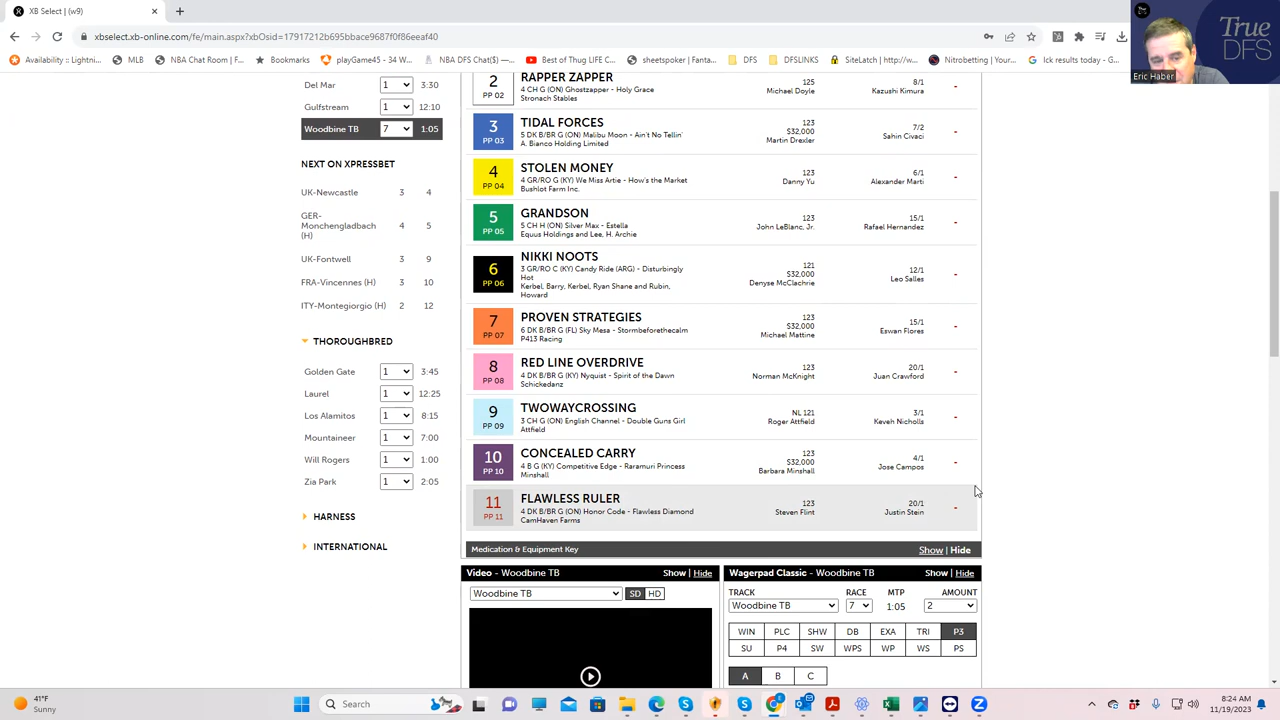 XB Select | (w9)
xbselect.xb-online.com/fe/main.aspx?xbOsid=17917212b695bbace9687f0f86eeaf40
Availability :: Lightni...
MLB
NBA Chat Room | F...
Bookmarks
playGame45 - 34 W...
NBA DFS Chat($) —...
Best of Thug LIFE C...
sheetspoker | Fanta...
DFS
DFSLINKS
SiteLatch | http://w...
Nitrobetting | Your...
lck results today - G...
True
DFS
Eric Haber
Del Mar 1 3:30
Gulfstream 1 12:10
Woodbine TB 7 1:05
NEXT ON XPRESSBET
UK-Newcastle 3 4
GER-
Monchengladbach 4 5
(H)
UK-Fontwell 3 9
FRA-Vincennes (H) 3 10
ITY-Montegiorgio (H) 2 12
THOROUGHBRED
Golden Gate 1 3:45
Laurel 1 12:25
Los Alamitos 1 8:15
Mountaineer 1 7:00
Will Rogers 1 1:00
Zia Park 1 2:05
HARNESS
INTERNATIONAL
2
PP 02
RAPPER ZAPPER
4 CH G (ON) Ghostzapper - Holy Grace
Stronach Stables
125
Michael Doyle
8/1
Kazushi Kimura
-
3
PP 03
TIDAL FORCES
5 DK B/BR G (ON) Malibu Moon - Ain't No Tellin'
A. Bianco Holding Limited
123
$32,000
Martin Drexler
7/2
Sahin Civaci
-
4
PP 04
STOLEN MONEY
4 GR/RO G (KY) We Miss Artie - How's the Market
Bushlot Farm Inc.
123
Danny Yu
6/1
Alexander Marti
-
5
PP 05
GRANDSON
5 CH H (ON) Silver Max - Estella
Equus Holdings and Lee, H. Archie
123
John LeBlanc, Jr.
15/1
Rafael Hernandez
-
6
PP 06
NIKKI NOOTS
3 GR/RO C (KY) Candy Ride (ARG) - Disturbingly
Hot
Kerbel, Barry, Kerbel, Ryan Shane and Rubin,
Howard
121
$32,000
Denyse McClachrie
12/1
Leo Salles
-
7
PP 07
PROVEN STRATEGIES
6 DK B/BR G (FL) Sky Mesa - Stormbeforethecalm
P413 Racing
123
$32,000
Michael Mattine
15/1
Eswan Flores
-
8
PP 08
RED LINE OVERDRIVE
4 DK B/BR G (KY) Nyquist - Spirit of the Dawn
Schickedanz
123
Norman McKnight
20/1
Juan Crawford
-
9
PP 09
TWOWAYCROSSING
3 CH G (ON) English Channel - Double Guns Girl
Attfield
NL 121
Roger Attfield
3/1
Keveh Nicholls
-
10
PP 10
CONCEALED CARRY
4 B G (KY) Competitive Edge - Raramuri Princess
Minshall
123
$32,000
Barbara Minshall
4/1
Jose Campos
-
11
PP 11
FLAWLESS RULER
4 DK B/BR G (ON) Honor Code - Flawless Diamond
CamHaven Farms
123
Steven Flint
20/1
Justin Stein
-
Medication & Equipment Key Show | Hide
Video - Woodbine TB Show | Hide
Woodbine TB SD HD
Wagerpad Classic - Woodbine TB Show | Hide
TRACK RACE MTP AMOUNT
Woodbine TB 7 1:05 2
WIN PLC SHW DB EXA TRI P3
SU P4 SW WPS WP WS PS
A B C
41°F
Sunny
Search
8:24 AM
11/19/2023